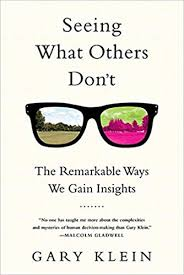 Seeing
What Others
Don't
The Remarkable Ways
We Gain Insights
.......
"No one has taught me more about the complexities
and mysteries of human decision-making than Gary Klein."
—MALCOLM GLADWELL
GARY KLEIN